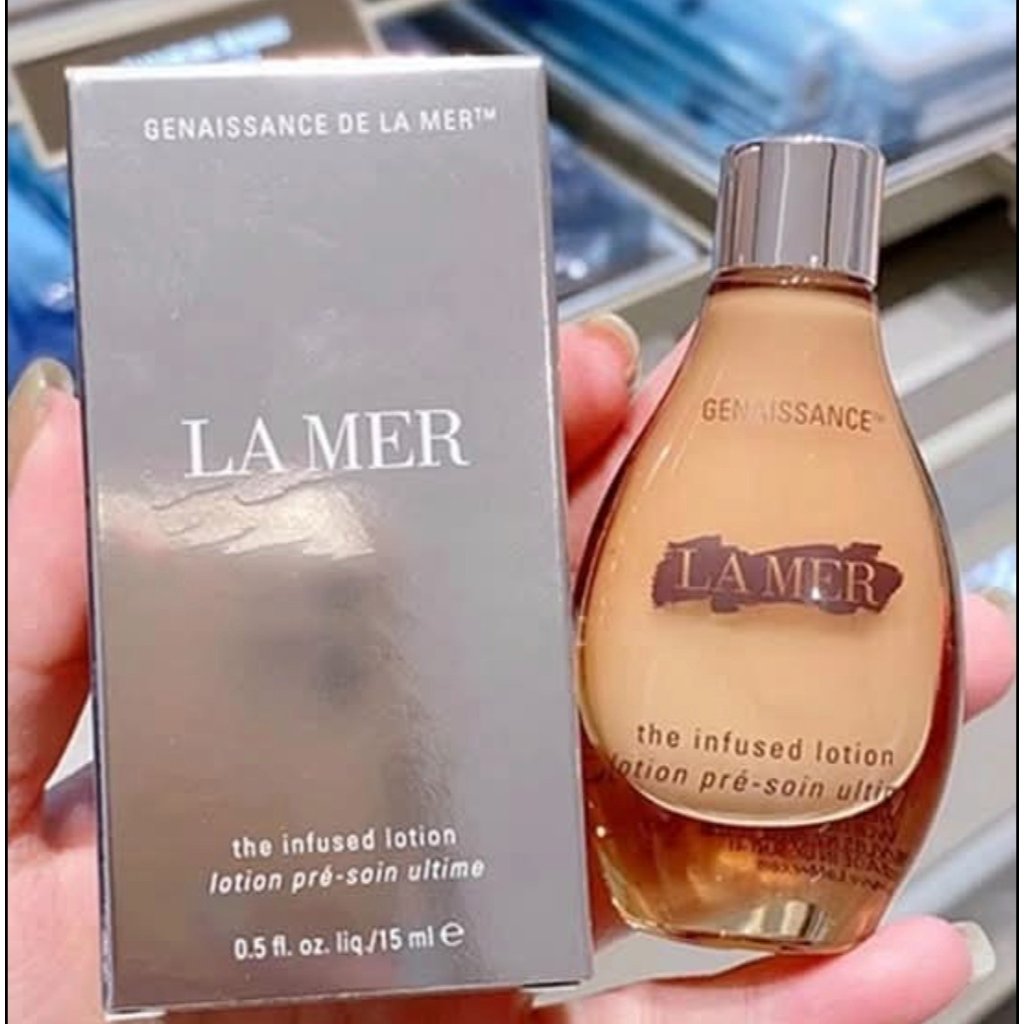 GENAISSANCE DE LA MER™
LA MER
the infused lotion
lotion pré-soin ultime
0.5 fl. oz. liq./15 ml ℮
GENAISSANCE™
LA MER
the infused lotion
lotion pré-soin